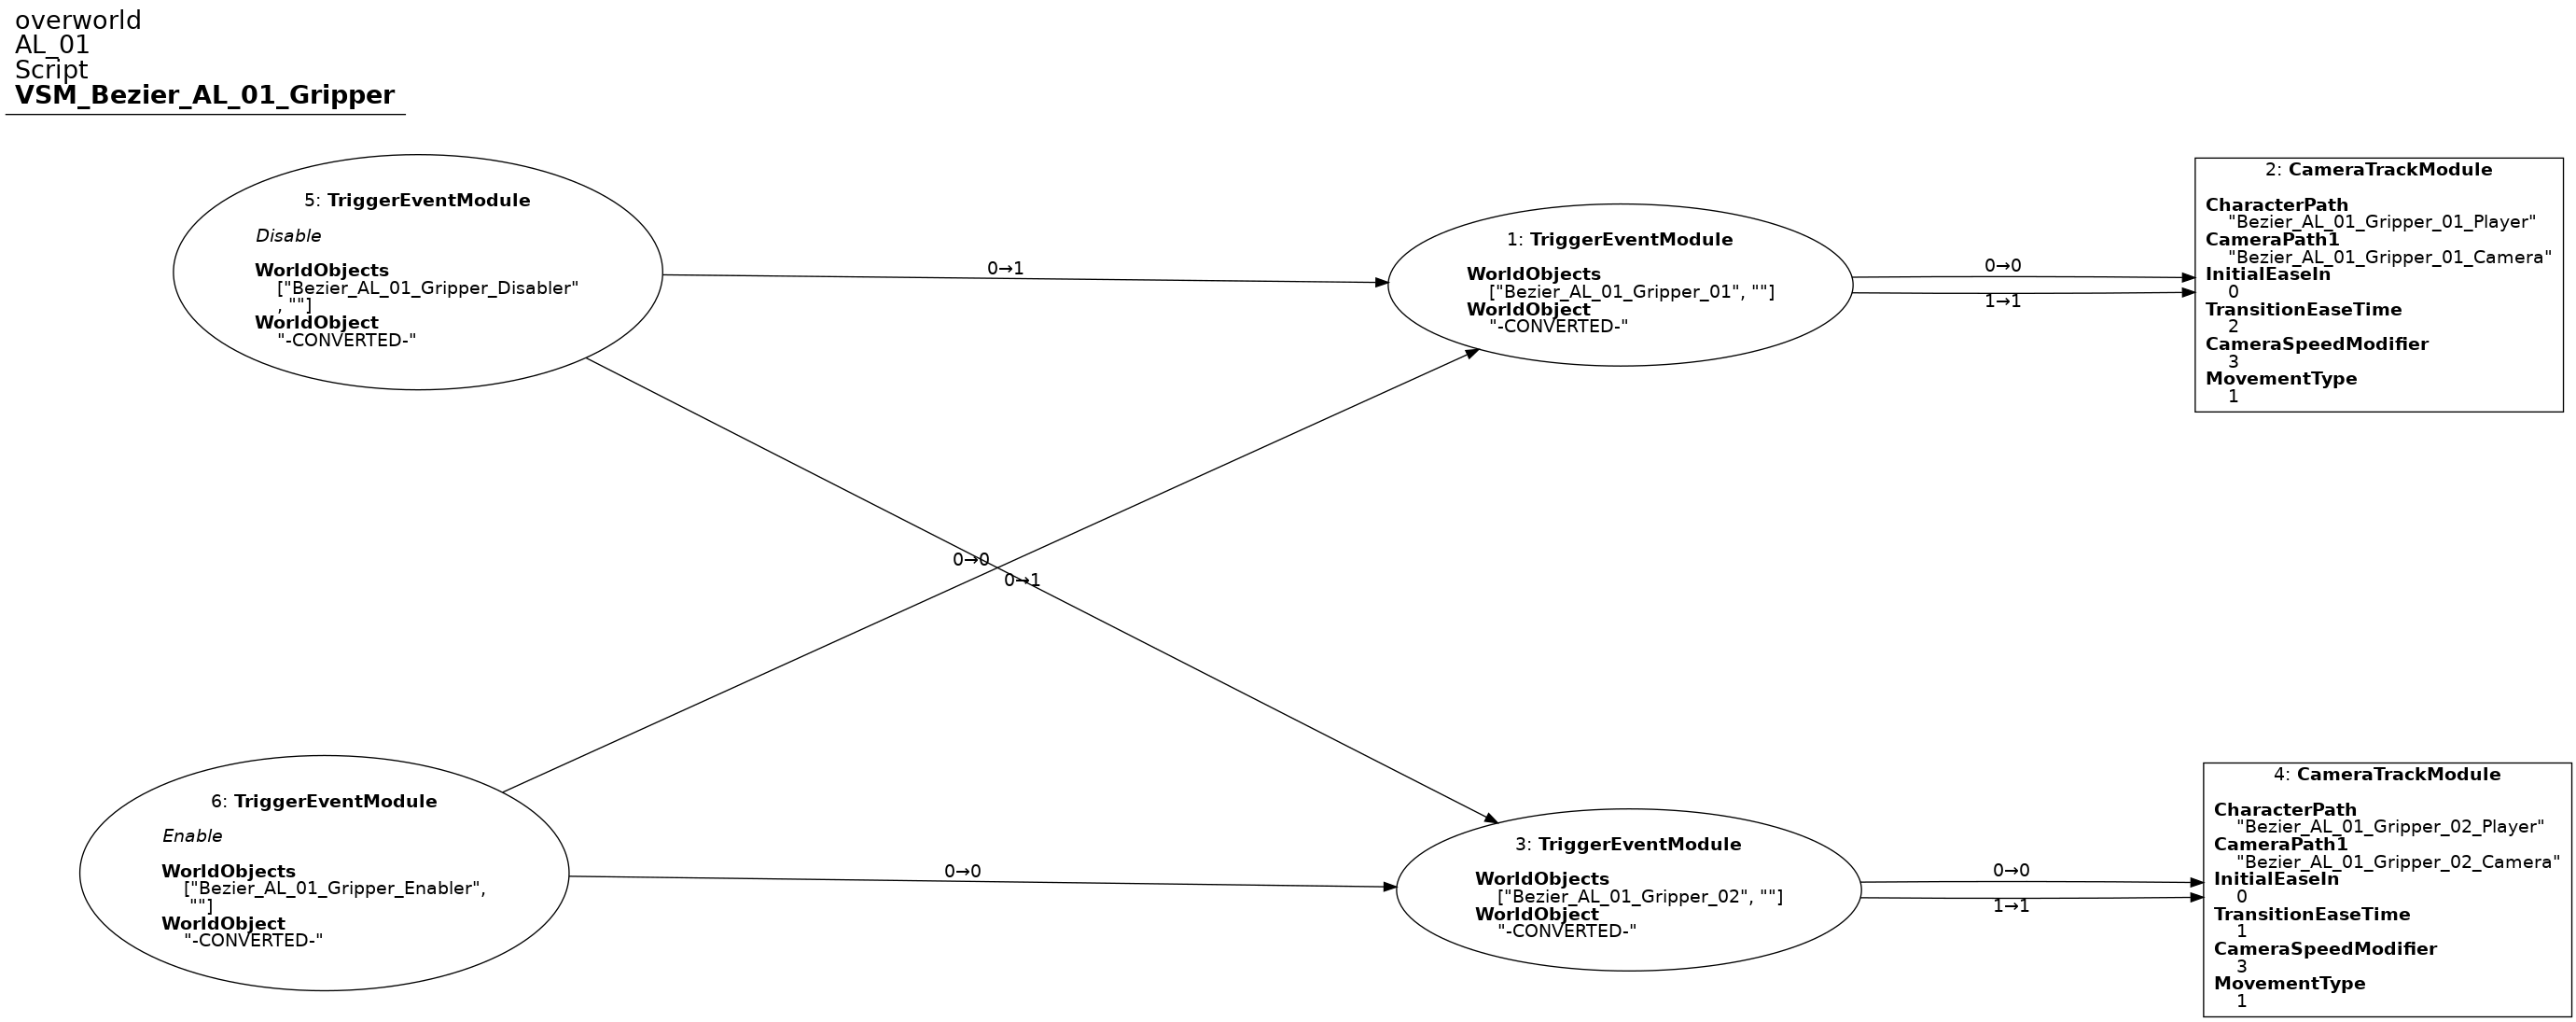 overworld
AL_01
Script
VSM_Bezier_AL_01_Gripper
5: TriggerEventModule
Disable
WorldObjects
["Bezier_AL_01_Gripper_Disabler"
, ""]
WorldObject
"-CONVERTED-"
0→1
1: TriggerEventModule
WorldObjects
["Bezier_AL_01_Gripper_01", ""]
WorldObject
"-CONVERTED-"
0→0
1→1
2: CameraTrackModule
CharacterPath
"Bezier_AL_01_Gripper_01_Player"
CameraPath1
"Bezier_AL_01_Gripper_01_Camera"
InitialEaseIn
0
TransitionEaseTime
2
CameraSpeedModifier
3
MovementType
1
0→0
0→1
6: TriggerEventModule
Enable
WorldObjects
["Bezier_AL_01_Gripper_Enabler",
""]
WorldObject
"-CONVERTED-"
0→0
3: TriggerEventModule
WorldObjects
["Bezier_AL_01_Gripper_02", ""]
WorldObject
"-CONVERTED-"
0→0
1→1
4: CameraTrackModule
CharacterPath
"Bezier_AL_01_Gripper_02_Player"
CameraPath1
"Bezier_AL_01_Gripper_02_Camera"
InitialEaseIn
0
TransitionEaseTime
1
CameraSpeedModifier
3
MovementType
1